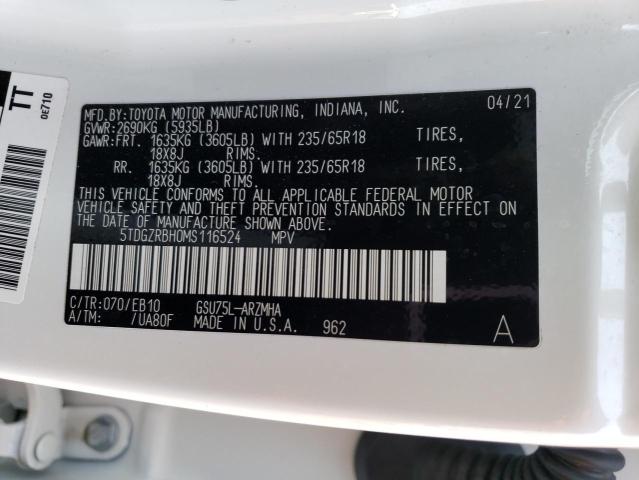 TT
0E710
MFD.BY:TOYOTA MOTOR MANUFACTURING, INDIANA, INC. 04/21
GVWR:2690KG (5935LB)
GAWR:FRT. 1635KG (3605LB) WITH 235/65R18 TIRES,
18X8J RIMS.
RR. 1635KG (3605LB) WITH 235/65R18 TIRES,
18X8J RIMS.
THIS VEHICLE CONFORMS TO ALL APPLICABLE FEDERAL MOTOR
VEHICLE SAFETY AND THEFT PREVENTION STANDARDS IN EFFECT ON
THE DATE OF MANUFACTURE SHOWN ABOVE.
5TDGZRBH0MS116524 MPV
C/TR:070/EB10 GSU75L-ARZMHA
A/TM: /UA80F MADE IN U.S.A. 962 A